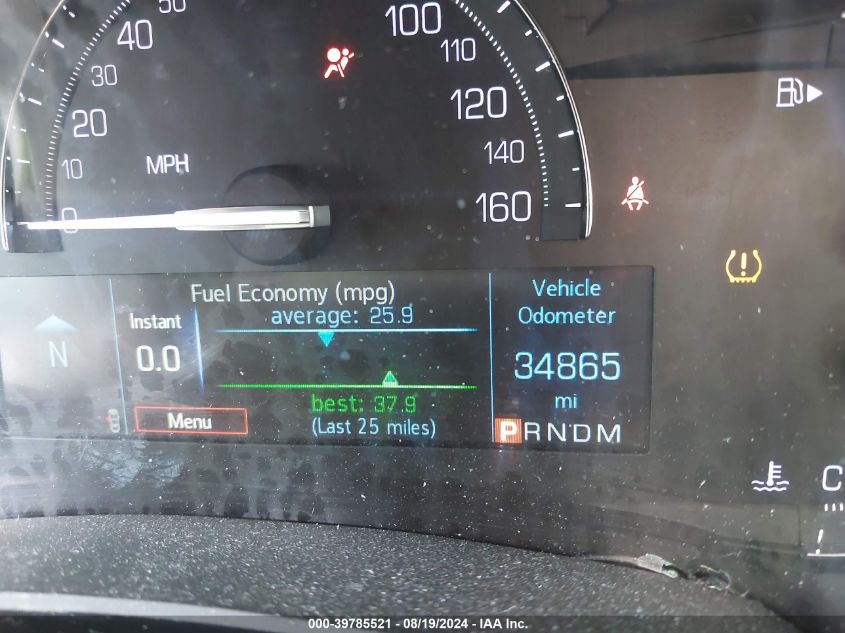 50
40
30
20
10
0
MPH
100
110
120
140
160
Fuel Economy (mpg)
average: 25.9
Instant
0.0
best: 37.9
(Last 25 miles)
Menu
N
Vehicle
Odometer
34865
mi
PRNDM
C
000-39785521 - 08/19/2024 - IAA Inc.